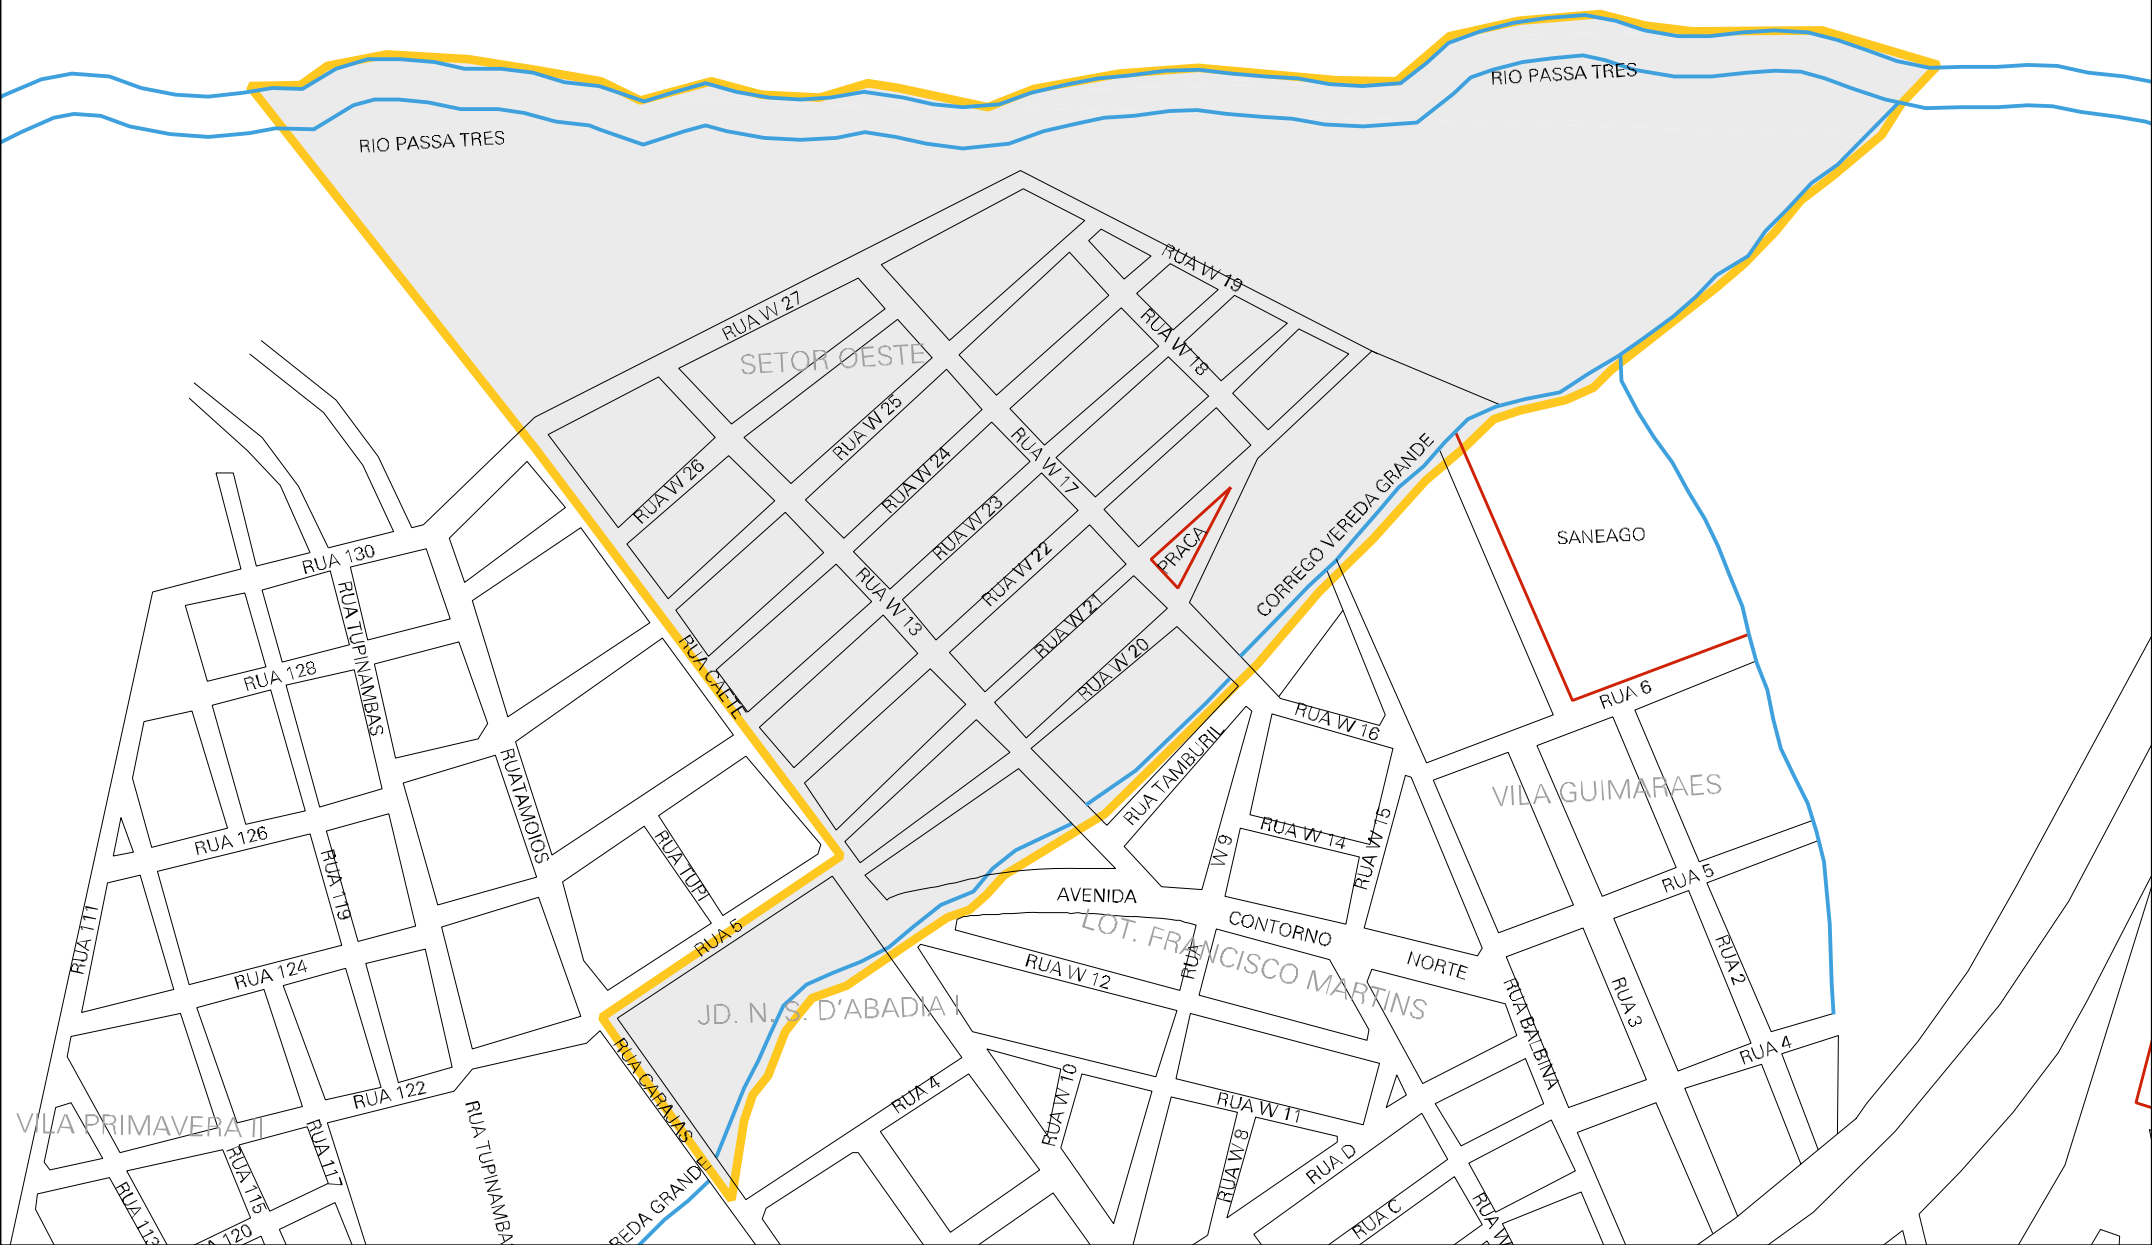 RIO PASSA TRES
RIO PASSA TRES
RUA W 19
RUA W 27
RUA W 18
SETOR OESTE
RUA W 25
RUA W 17
RUA W 24
RUA W 26
CORREGO VEREDA GRANDE
RUA W 23
PRACA
SANEAGO
RUA W 22
RUA 130
RUA W 13
RUA TUPINAMBAS
RUA W 21
RUA 128
RUA CAETE
RUA W 20
RUA 6
RUA W 16
RUA TAMBURIL
VILA GUIMARAES
RUA TAMOIOS
RUA 126
RUA W 14
RUA W 15
W 9
RUA TUPI
RUA 119
RUA 5
AVENIDA
CONTORNO
NORTE
LOT. FRANCISCO MARTINS
RUA 111
RUA 5
RUA 124
RUA W 12
RUA
RUA 2
RUA 3
JD. N. S. D'ABADIA I
RUA BALBINA
RUA 4
RUA CARAJAS
RUA 122
RUA 4
RUA W 10
RUA W 11
VILA PRIMAVERA II
RUA TUPINAMBA
RUA 117
RUA 115
RUA W 8
RUA D
RUA 113
REDA GRANDE
RUA C
RUA W
A 120